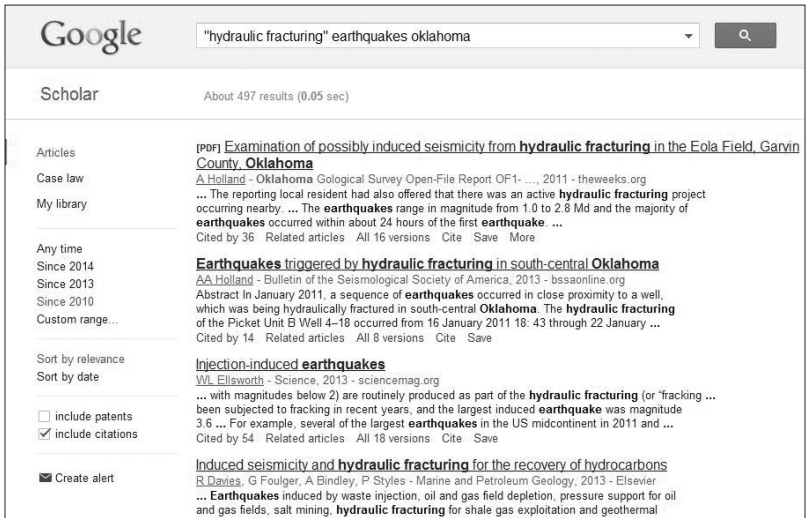 Google
"hydraulic fracturing" earthquakes oklahoma
Scholar
About 497 results (0.05 sec)
Articles
Case law
My library
Any time
Since 2014
Since 2013
Since 2010
Custom range...
Sort by relevance
Sort by date
include patents
include citations
Create alert
[PDF] Examination of possibly induced seismicity from hydraulic fracturing in the Eola Field, Garvin
County, Oklahoma
A Holland - Oklahoma Gological Survey Open-File Report OF1- ..., 2011 - theweeks.org
... The reporting local resident had also offered that there was an active hydraulic fracturing project
occurring nearby. ... The earthquakes range in magnitude from 1.0 to 2.8 Md and the majority of
earthquakes occurred within about 24 hours of the first earthquake. ...
Cited by 36 Related articles All 16 versions Cite Save More
Earthquakes triggered by hydraulic fracturing in south-central Oklahoma
AA Holland - Bulletin of the Seismological Society of America, 2013 - bssaonline.org
Abstract In January 2011, a sequence of earthquakes occurred in close proximity to a well,
which was being hydraulically fractured in south-central Oklahoma. The hydraulic fracturing
of the Picket Unit B Well 4–18 occurred from 16 January 2011 18: 43 through 22 January ...
Cited by 14 Related articles All 8 versions Cite Save
Injection-induced earthquakes
WL Ellsworth - Science, 2013 - sciencemag.org
... with magnitudes below 2) are routinely produced as part of the hydraulic fracturing (or "fracking ...
been subjected to fracking in recent years, and the largest induced earthquake was magnitude
3.6 ... For example, several of the largest earthquakes in the US midcontinent in 2011 and ...
Cited by 54 Related articles All 18 versions Cite Save
Induced seismicity and hydraulic fracturing for the recovery of hydrocarbons
R Davies, G Foulger, A Bindley, P Styles - Marine and Petroleum Geology, 2013 - Elsevier
... Earthquakes induced by waste injection, oil and gas field depletion, pressure support for oil
and gas fields, salt mining, hydraulic fracturing for shale gas exploitation and geothermal